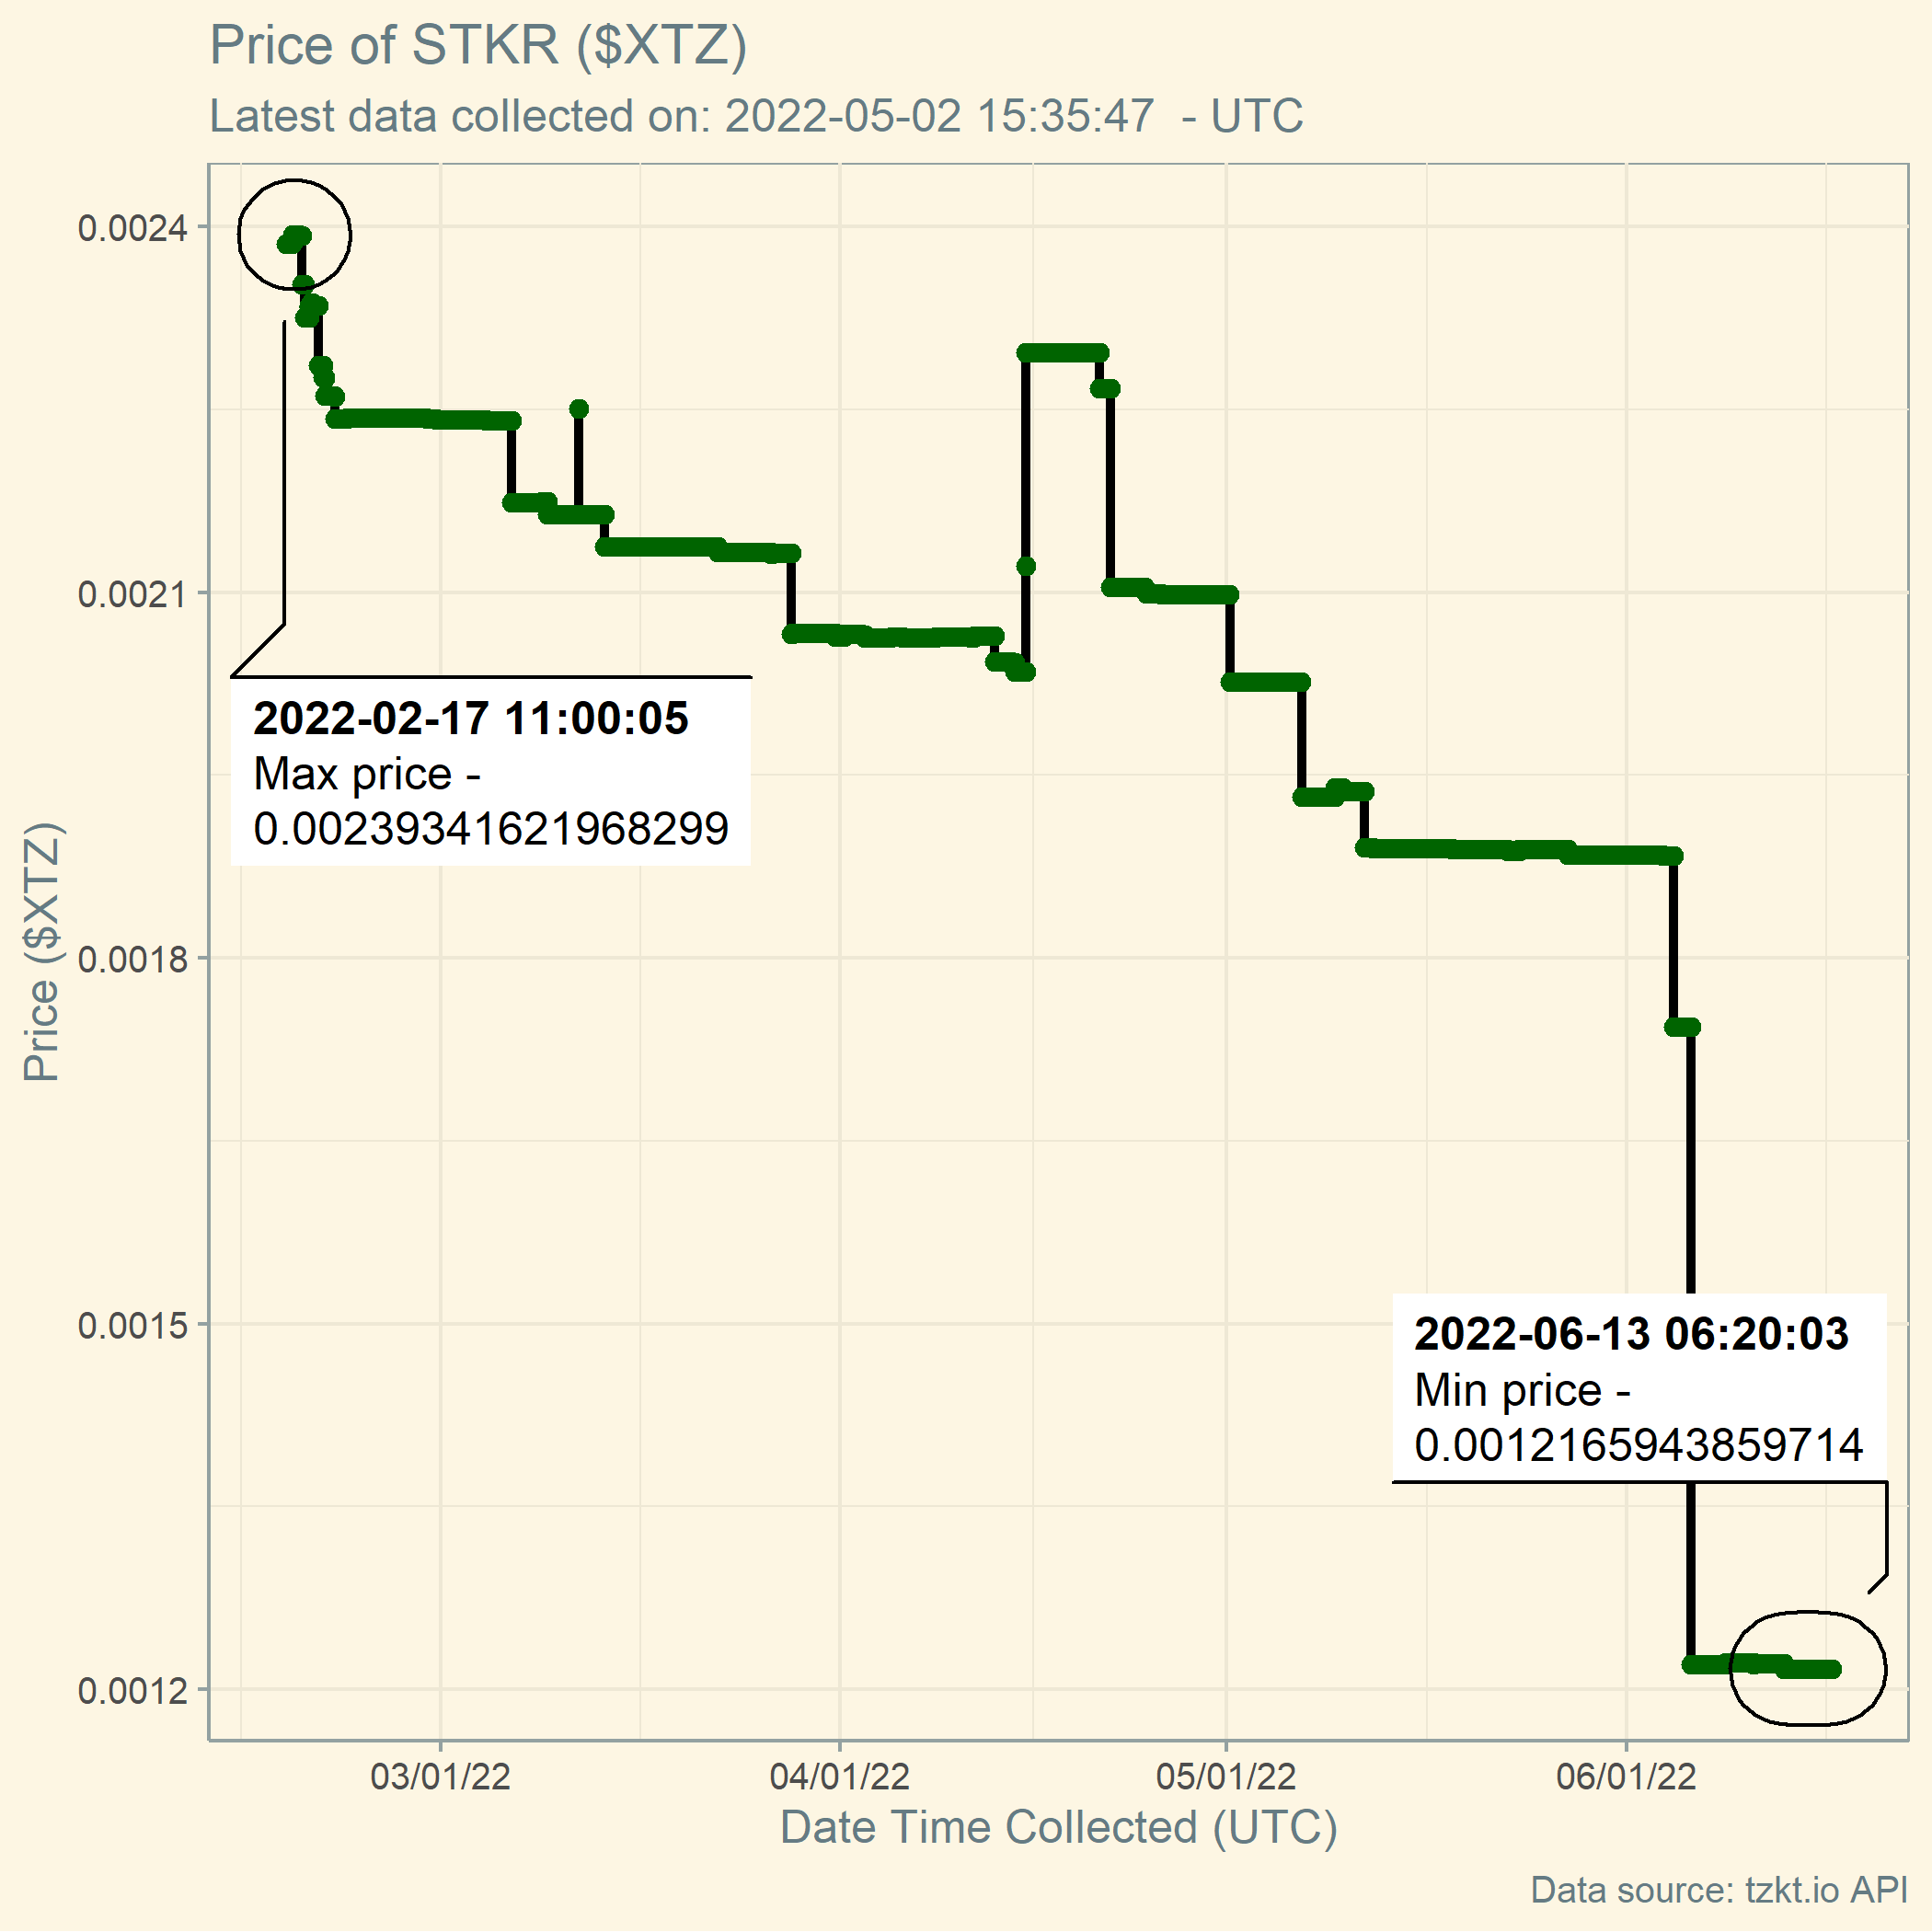 Price of STKR ($XTZ)
Latest data collected on: 2022-05-02 15:35:47  - UTC
Price ($XTZ)
0.0024
0.0021
0.0018
0.0015
0.0012
2022-02-17 11:00:05
Max price -
0.00239341621968299
2022-06-13 06:20:03
Min price -
0.0012165943859714
03/01/22
04/01/22
05/01/22
06/01/22
Date Time Collected (UTC)
Data source: tzkt.io API